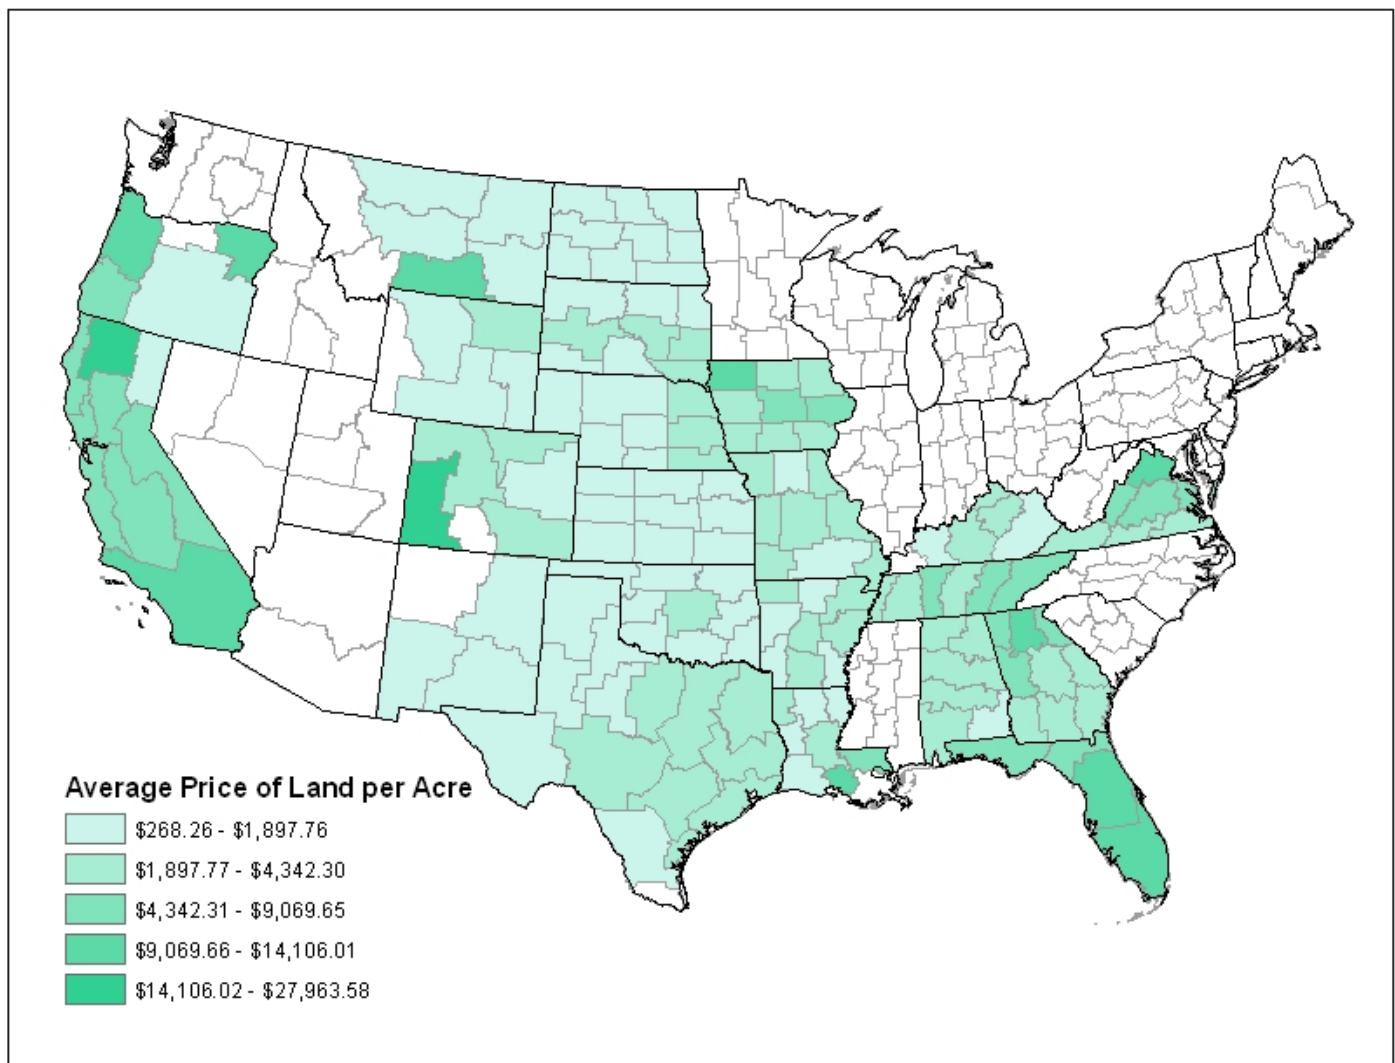 Average Price of Land per Acre
$268.26 - $1,897.76
$1,897.77 - $4,342.30
$4,342.31 - $9,069.65
$9,069.66 - $14,106.01
$14,106.02 - $27,963.58